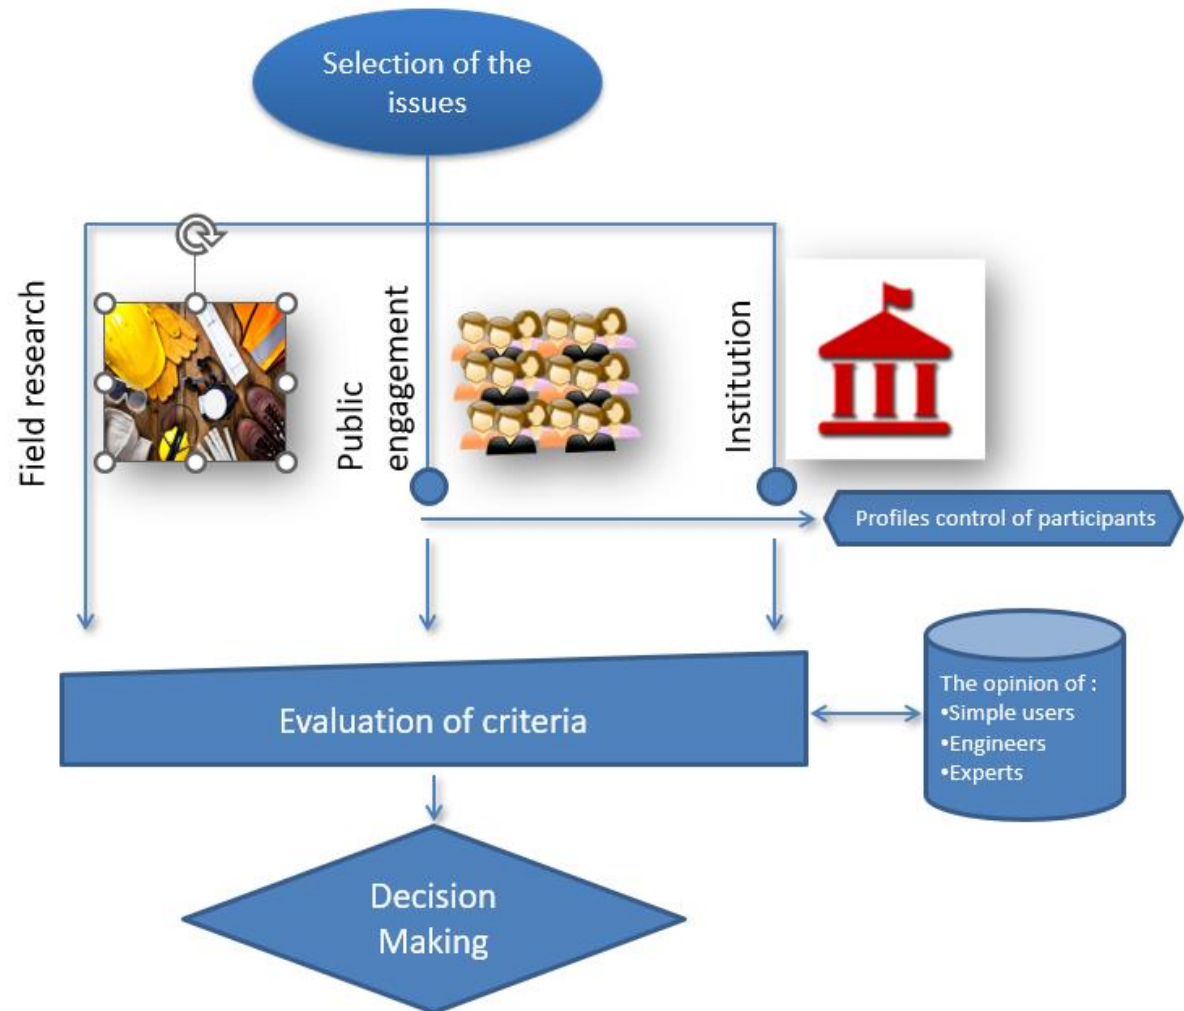 Selection of the
issues
Field research
Public
engagement
Institution
Profiles control of participants
The opinion of :
•Simple users
•Engineers
•Experts
Evaluation of criteria
Decision
Making